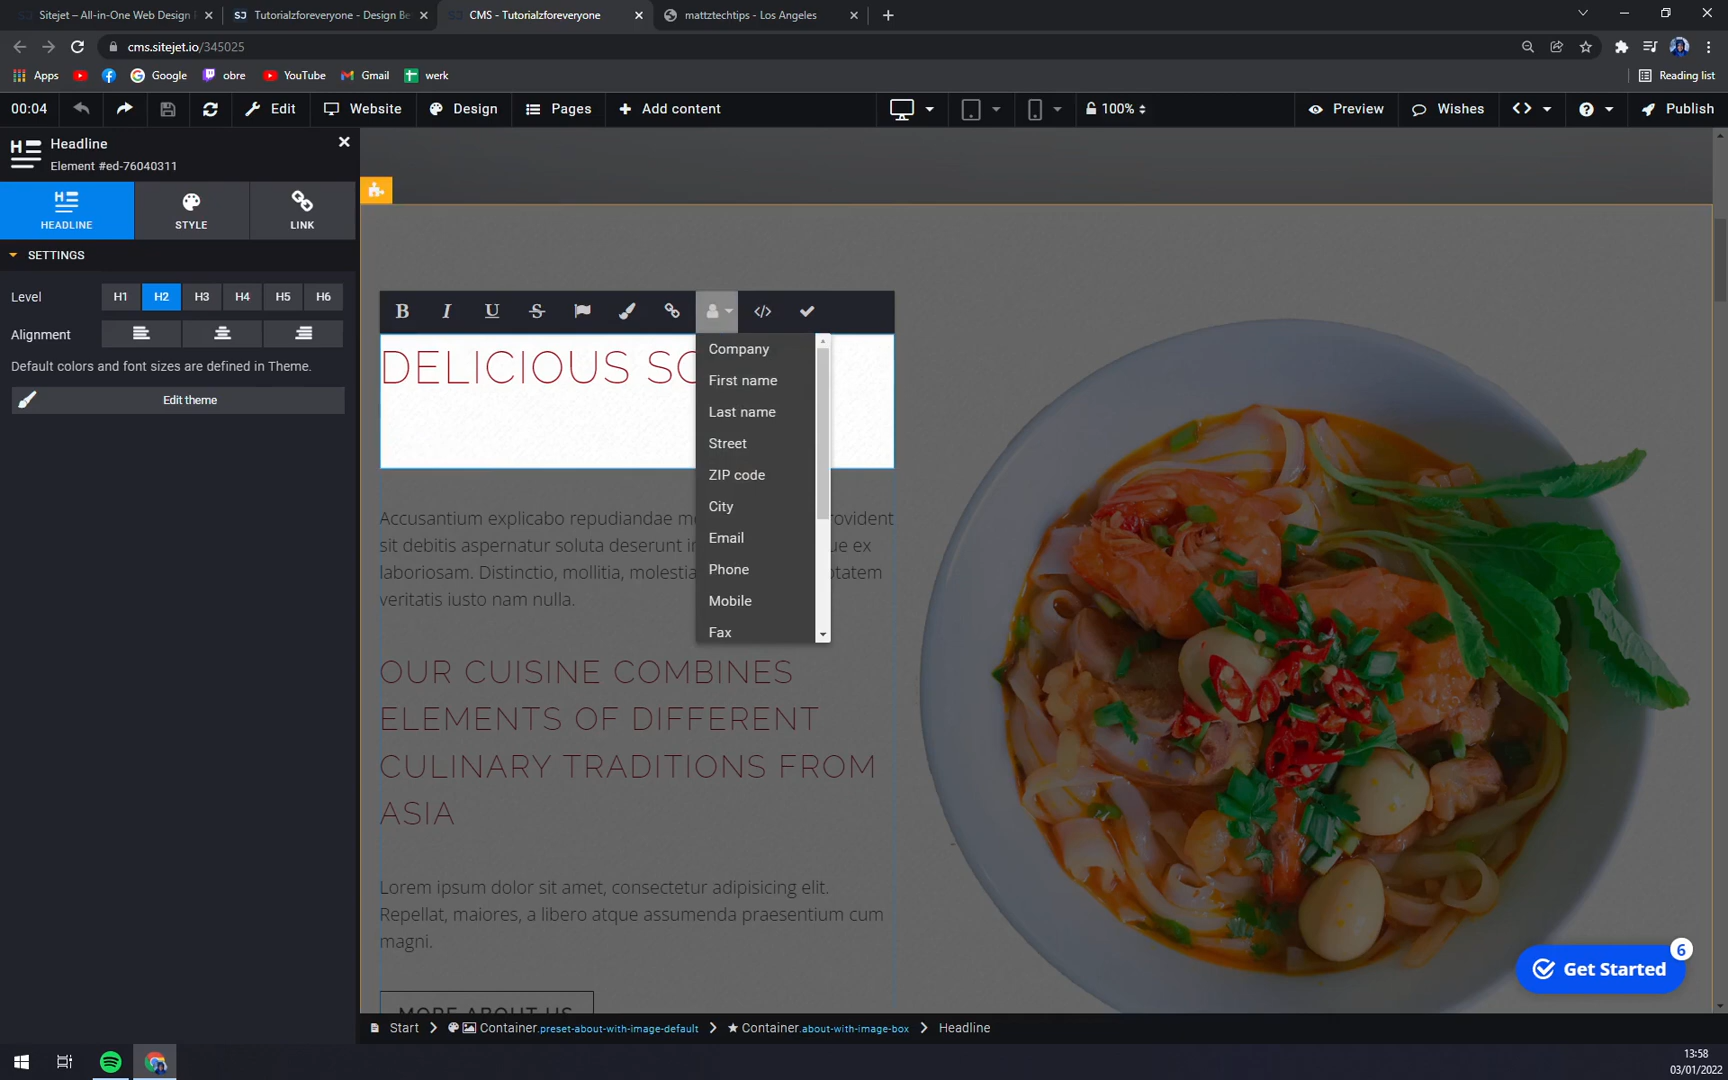 Sitejet – All-in-One Web Design
Tutorialzforeveryone - Design Be
CMS - Tutorialzforeveryone
mattztechtips - Los Angeles
cms.sitejet.io/345025
Apps
Google
obre
YouTube
Gmail
werk
Reading list
00:04
Edit
Website
Design
Pages
Add content
100%
Preview
Wishes
Publish
Headline
Element #ed-76040311
HEADLINE
STYLE
LINK
SETTINGS
Level
H1
H2
H3
H4
H5
H6
Alignment
Default colors and font sizes are defined in Theme.
Edit theme
B
I
U
S
DELICIOUS
Company
First name
Last name
Street
ZIP code
City
Email
Phone
Mobile
Fax
Accusantium explicabo repudiandae
sit debitis aspernatur soluta deserunt
laboriosam. Distinctio, mollitia,
veritatis iusto nam nulla.
OUR CUISINE COMBINES
ELEMENTS OF DIFFERENT
CULINARY TRADITIONS FROM
ASIA
Lorem ipsum dolor sit amet, consectetur adipisicing elit.
Repellat, maiores, a libero atque assumenda praesentium cum
magni.
MORE ABOUT US
6
Get Started
Start
Container.preset-about-with-image-default
Container.about-with-image-box
Headline
13:58
03/01/2022